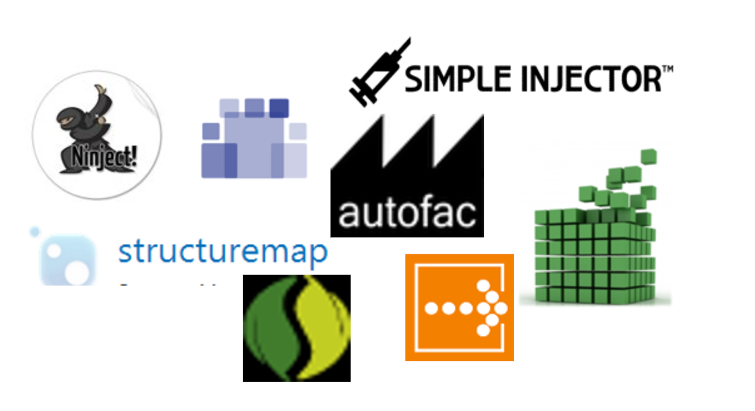 SIMPLE INJECTOR™
Ninject!
autofac
structuremap